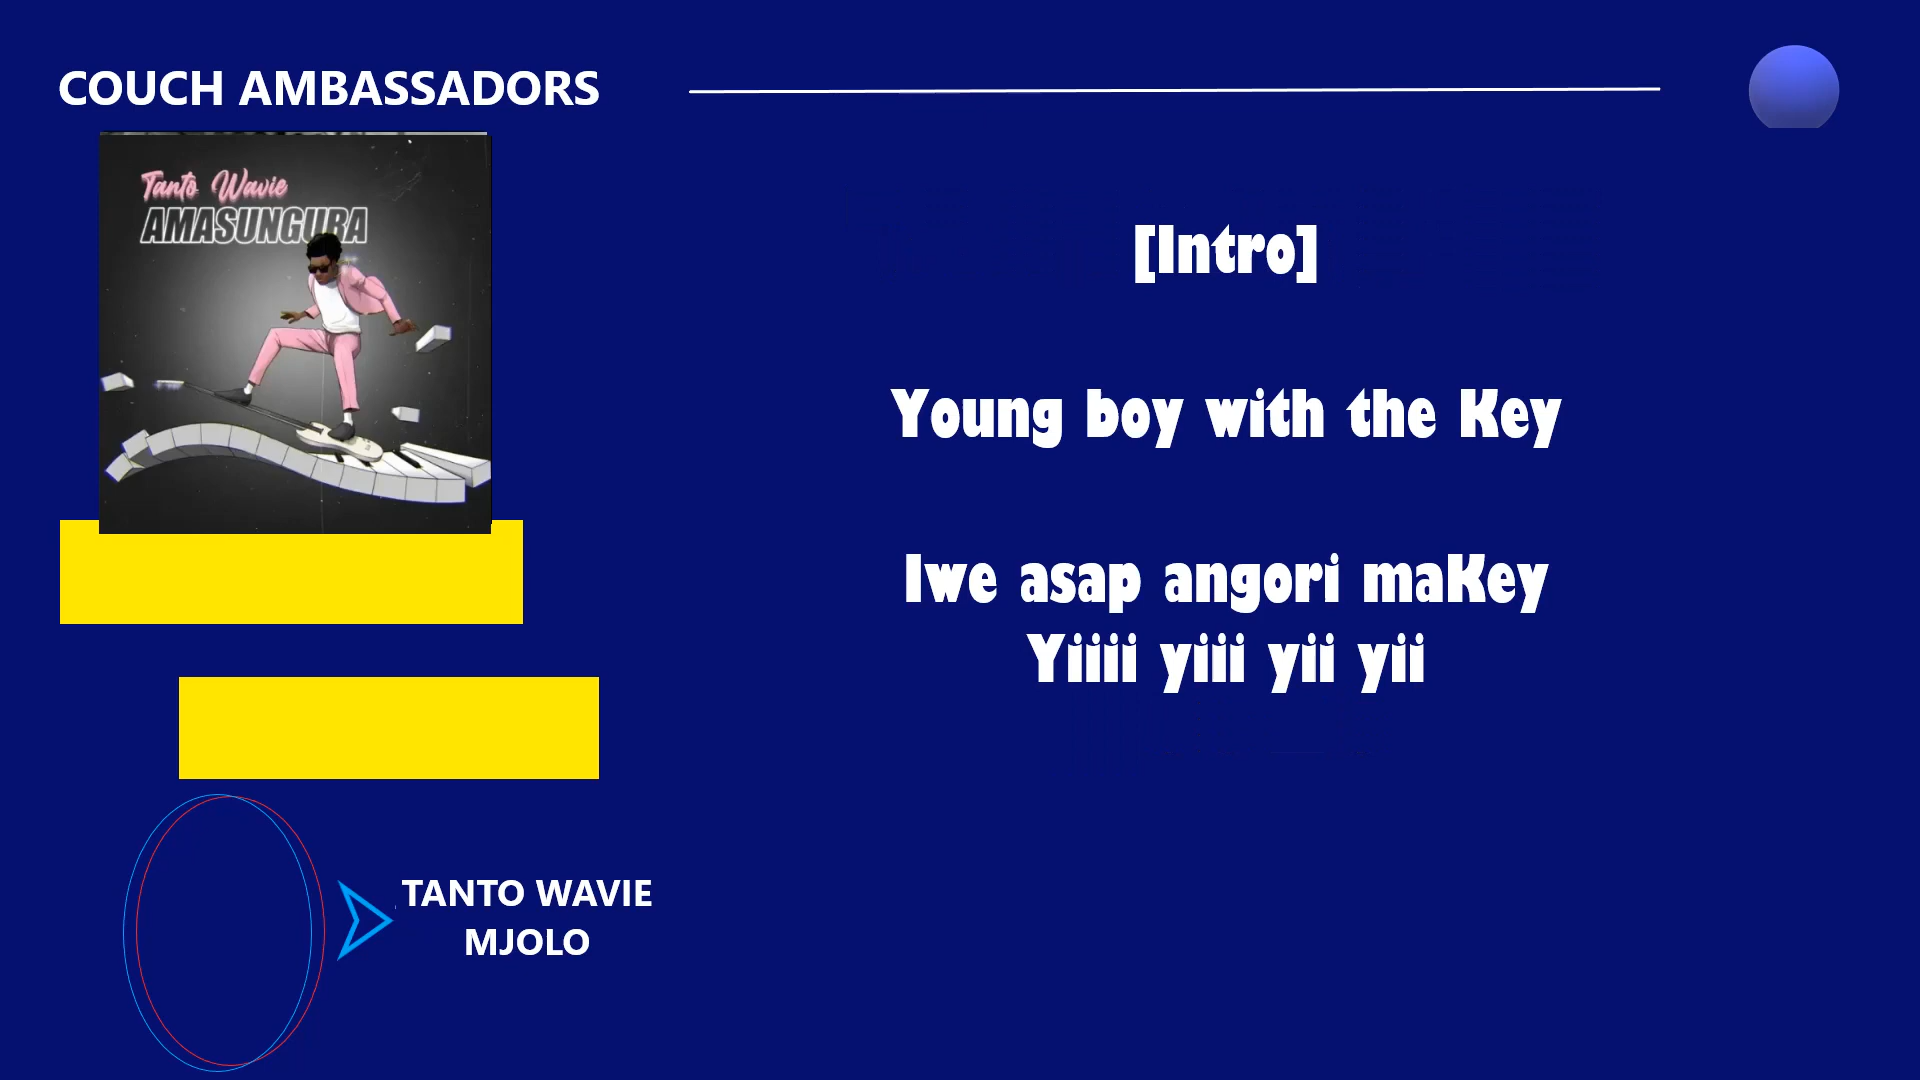 COUCH AMBASSADORS
Tanto Wavie
AMASUNGURA
[Intro]
Young boy with the Key
Iwe asap angori maKey
Yiiii yiii yii yii
TANTO WAVIE
MJOLO